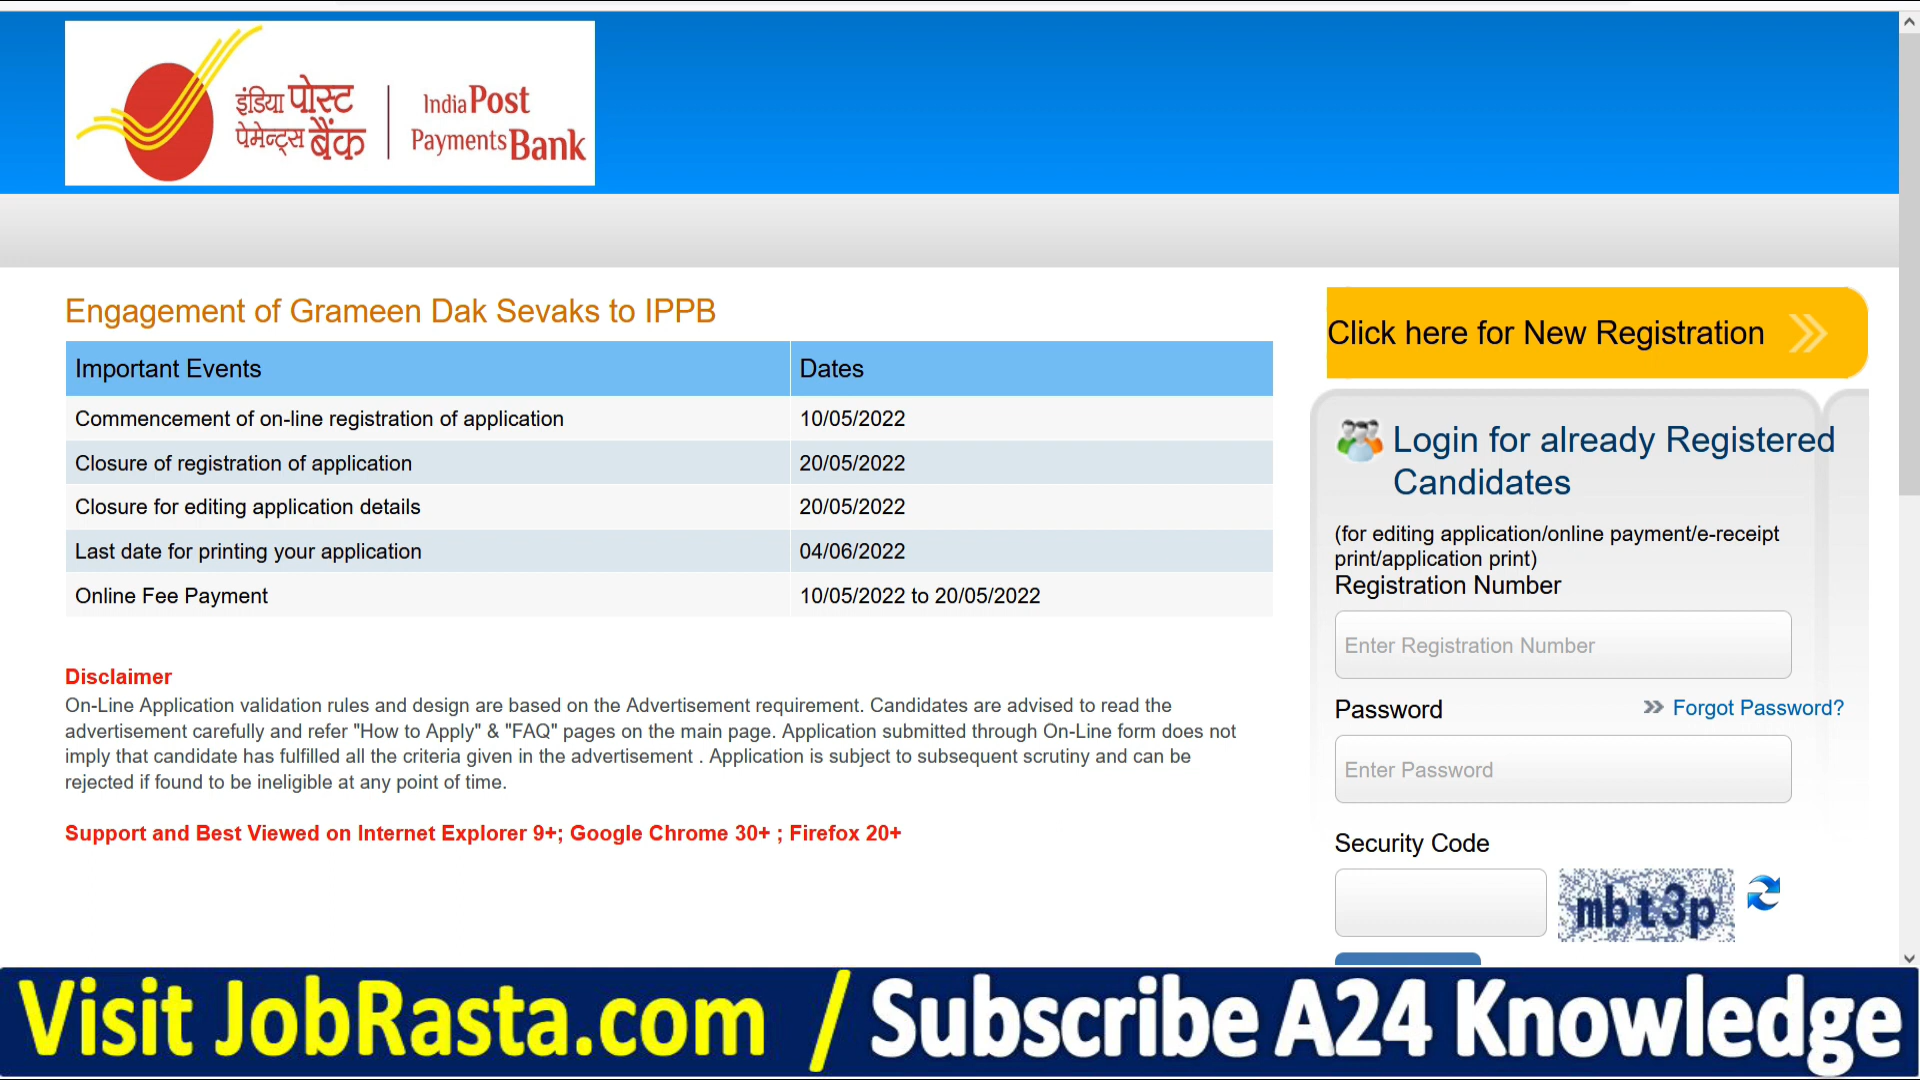 इंडिया पोस्ट
पेमेन्ट्स बैंक
India Post
Payments Bank
Engagement of Grameen Dak Sevaks to IPPB
Important Events Dates
Commencement of on-line registration of application 10/05/2022
Closure of registration of application 20/05/2022
Closure for editing application details 20/05/2022
Last date for printing your application 04/06/2022
Online Fee Payment 10/05/2022 to 20/05/2022
Disclaimer
On-Line Application validation rules and design are based on the Advertisement requirement. Candidates are advised to read the
advertisement carefully and refer "How to Apply" & "FAQ" pages on the main page. Application submitted through On-Line form does not
imply that candidate has fulfilled all the criteria given in the advertisement . Application is subject to subsequent scrutiny and can be
rejected if found to be ineligible at any point of time.
Support and Best Viewed on Internet Explorer 9+; Google Chrome 30+ ; Firefox 20+
Click here for New Registration
Login for already Registered
Candidates
(for editing application/online payment/e-receipt
print/application print)
Registration Number
Enter Registration Number
Password Forgot Password?
Enter Password
Security Code
mbt3p
Visit JobRasta.com / Subscribe A24 Knowledge